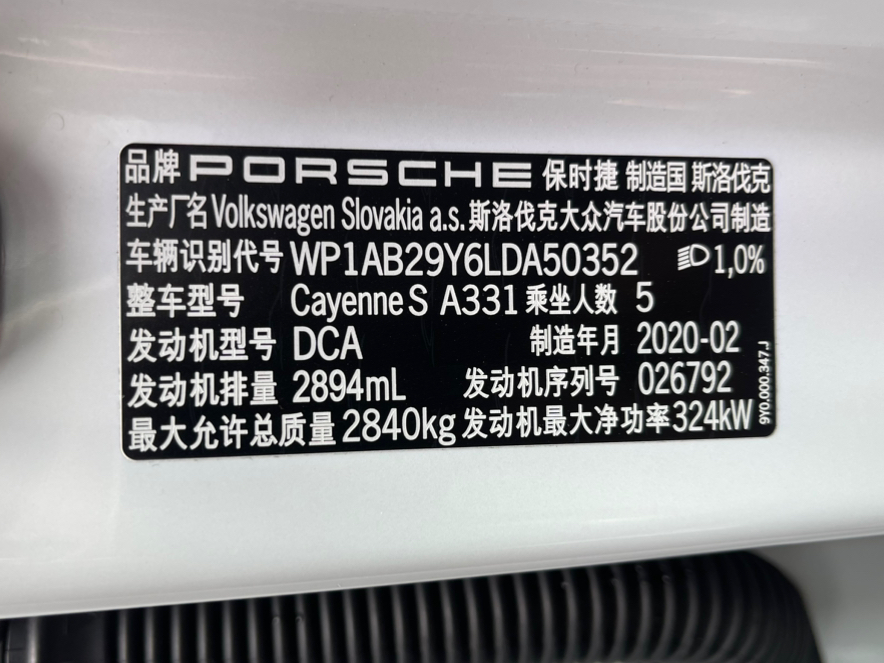 品牌 PORSCHE 保时捷 制造国 斯洛伐克
生产厂名 Volkswagen Slovakia a.s. 斯洛伐克大众汽车股份公司制造
车辆识别代号 WP1AB29Y6LDA50352 1,0%
整车型号 Cayenne S A331 乘坐人数 5
发动机型号 DCA 制造年月 2020-02
发动机排量 2894mL 发动机序列号 026792
最大允许总质量 2840kg 发动机最大净功率 324kW
9Y0.000.347.J